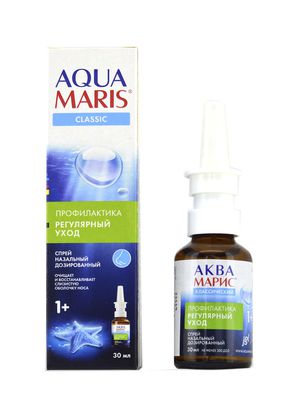 AQUA
MARIS®
CLASSIC
ПРОФИЛАКТИКА
РЕГУЛЯРНЫЙ
УХОД
СПРЕЙ
НАЗАЛЬНЫЙ
ДОЗИРОВАННЫЙ
ОЧИЩАЕТ
И ВОССТАНАВЛИВАЕТ
СЛИЗИСТУЮ
ОБОЛОЧКУ НОСА
1+
30 мл
АКВА
МАРИС®
КЛАССИЧЕСКИЙ
ПРОФИЛАКТИКА
РЕГУЛЯРНЫЙ
УХОД
СПРЕЙ
НАЗАЛЬНЫЙ
ДОЗИРОВАННЫЙ
30 мл